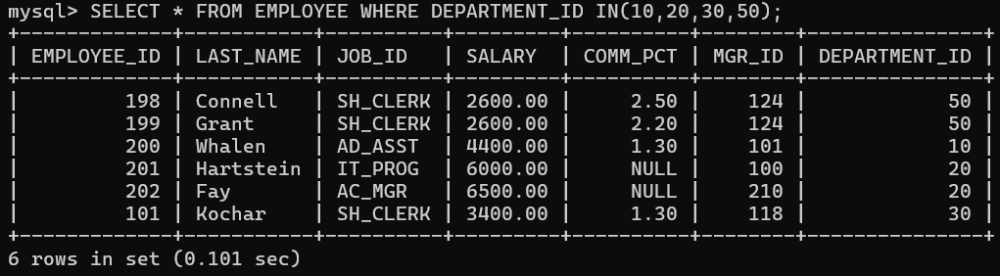 mysql> SELECT * FROM EMPLOYEE WHERE DEPARTMENT_ID IN(10,20,30,50);
+-------------+-----------+----------+---------+----------+--------+---------------+
| EMPLOYEE_ID | LAST_NAME | JOB_ID   | SALARY  | COMM_PCT | MGR_ID | DEPARTMENT_ID |
+-------------+-----------+----------+---------+----------+--------+---------------+
|         198 | Connell   | SH_CLERK | 2600.00 |     2.50 |    124 |            50 |
|         199 | Grant     | SH_CLERK | 2600.00 |     2.20 |    124 |            50 |
|         200 | Whalen    | AD_ASST  | 4400.00 |     1.30 |    101 |            10 |
|         201 | Hartstein | IT_PROG  | 6000.00 |     NULL |    100 |            20 |
|         202 | Fay       | AC_MGR   | 6500.00 |     NULL |    210 |            20 |
|         101 | Kochar    | SH_CLERK | 3400.00 |     1.30 |    118 |            30 |
+-------------+-----------+----------+---------+----------+--------+---------------+
6 rows in set (0.101 sec)